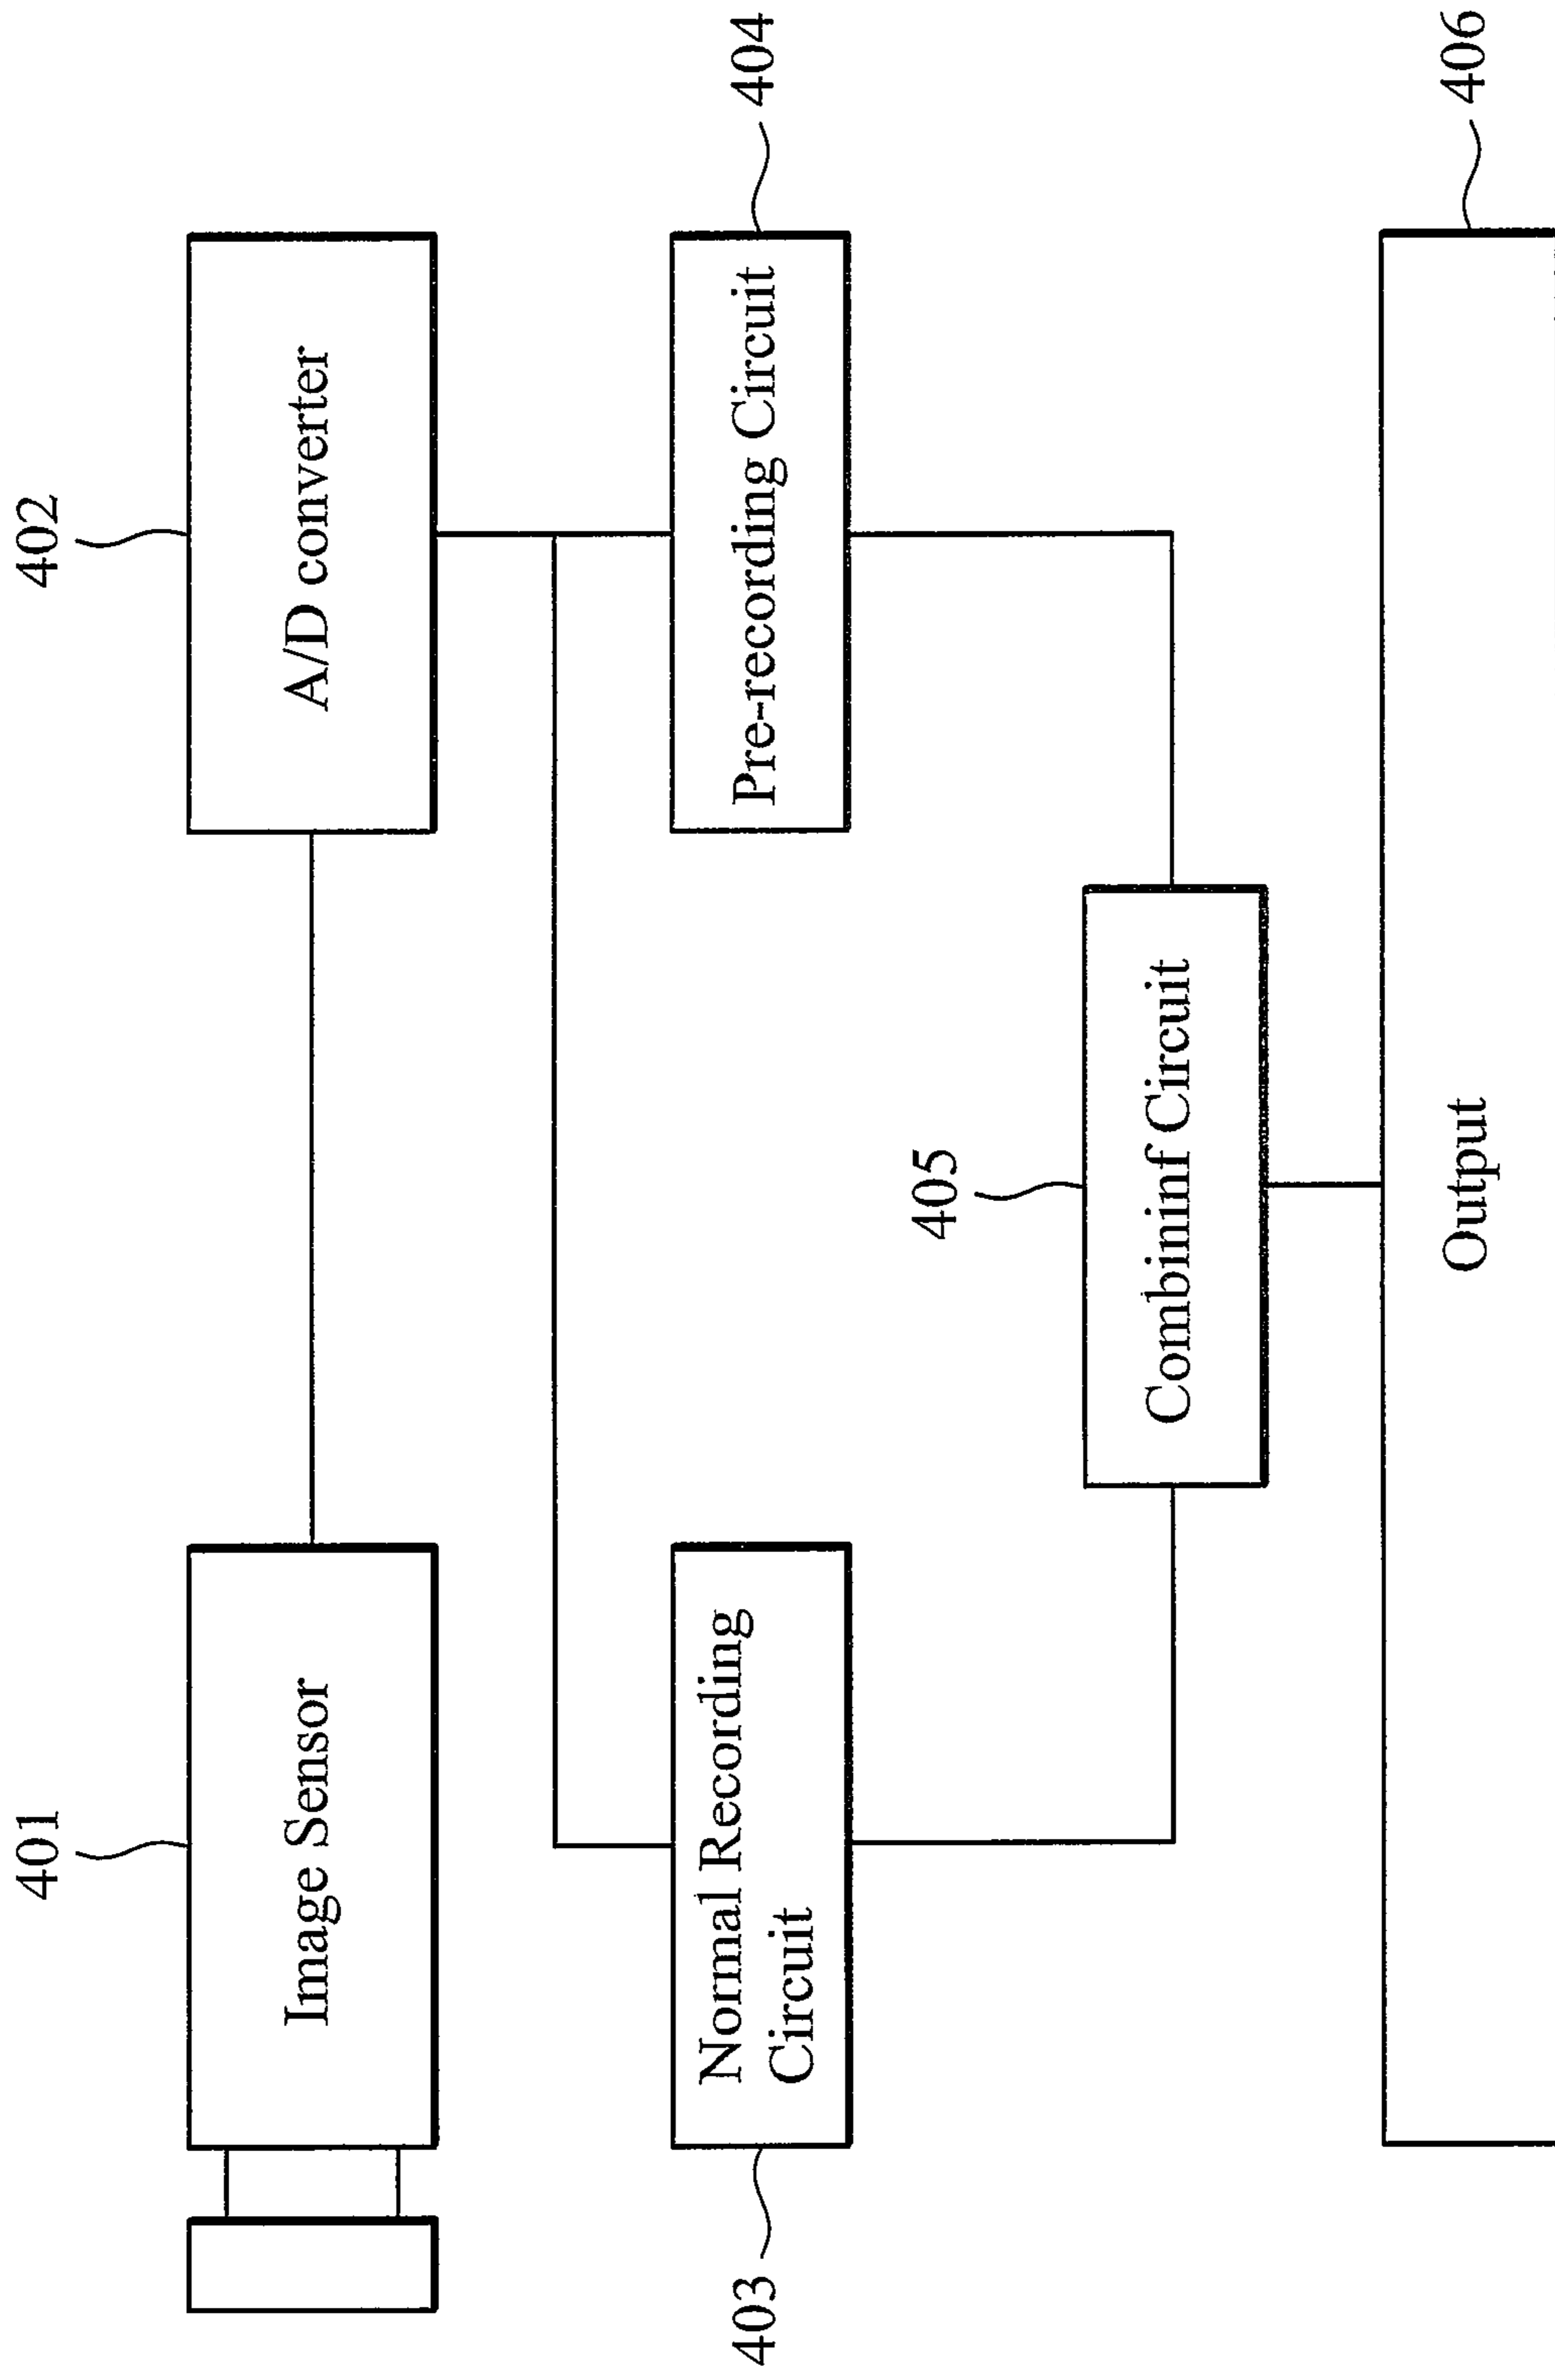 401
402
Image Sensor
A/D converter
403
404
Normal Recording
Circuit
Pre-recording Circuit
405
Combininf Circuit
406
Output